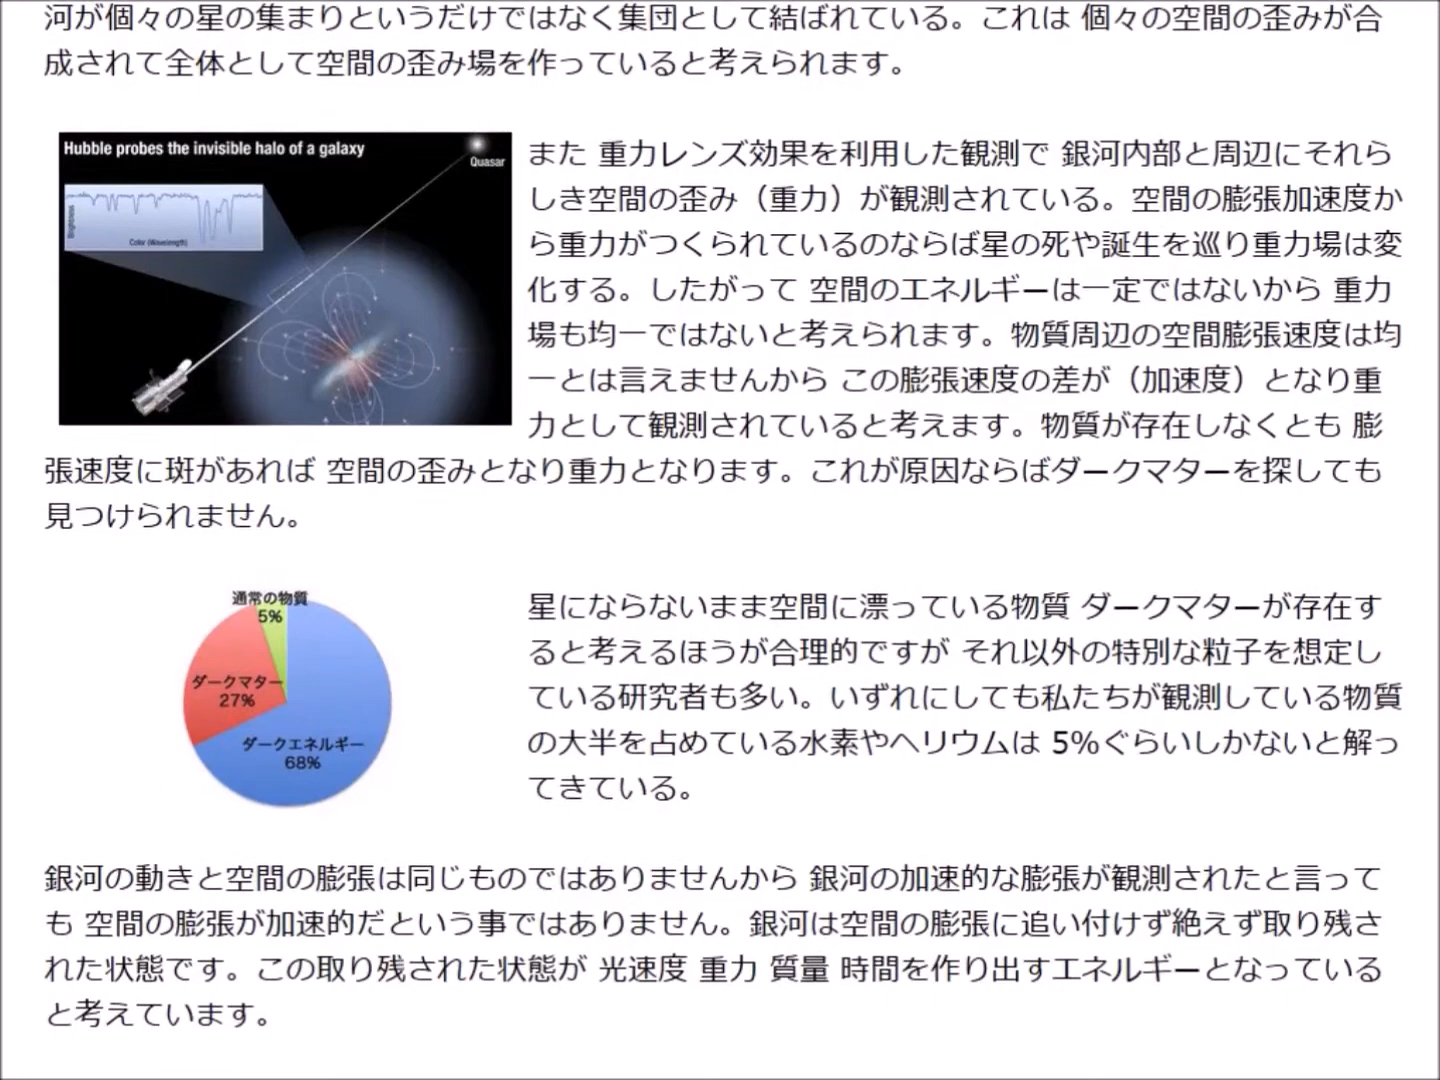 河が個々の星の集まりというだけではなく集団として結ばれている。これは 個々の空間の歪みが合
成されて全体として空間の歪み場を作っていると考えられます。
Hubble probes the invisible halo of a galaxy
Quasar
Brightness
Color (Wavelength)
また 重力レンズ効果を利用した観測で 銀河内部と周辺にそれら
しき空間の歪み（重力）が観測されている。空間の膨張加速度か
ら重力がつくられているのならば星の死や誕生を巡り重力場は変
化する。したがって 空間のエネルギーは一定ではないから 重力
場も均一ではないと考えられます。物質周辺の空間膨張速度は均
一とは言えませんから この膨張速度の差が（加速度）となり重
力として観測されていると考えます。物質が存在しなくとも 膨
張速度に斑があれば 空間の歪みとなり重力となります。これが原因ならばダークマターを探しても
見つけられません。
通常の物質
5%
ダークマター
27%
ダークエネルギー
68%
星にならないまま空間に漂っている物質 ダークマターが存在す
ると考えるほうが合理的ですが それ以外の特別な粒子を想定し
ている研究者も多い。いずれにしても私たちが観測している物質
の大半を占めている水素やヘリウムは 5%ぐらいしかないと解っ
てきている。
銀河の動きと空間の膨張は同じものではありませんから 銀河の加速的な膨張が観測されたと言って
も 空間の膨張が加速的だという事ではありません。銀河は空間の膨張に追い付けず絶えず取り残さ
れた状態です。この取り残された状態が 光速度 重力 質量 時間を作り出すエネルギーとなっている
と考えています。